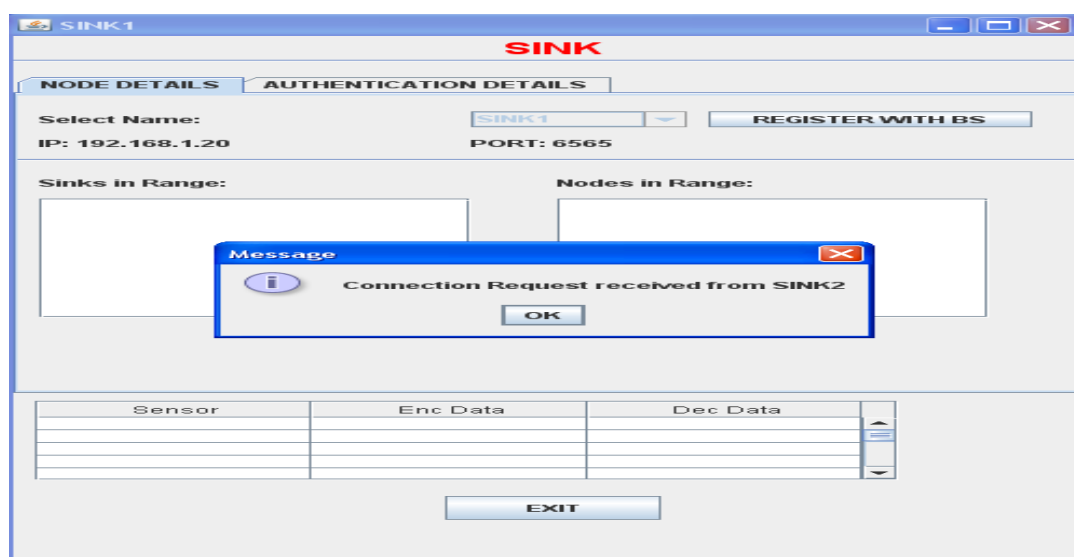 SINK1
SINK
NODE DETAILS AUTHENTICATION DETAILS
Select Name: SINK1 REGISTER WITH BS
IP: 192.168.1.20 PORT: 6565
Sinks in Range: Nodes in Range:
Message
i Connection Request received from SINK2
OK
Sensor Enc Data Dec Data
EXIT